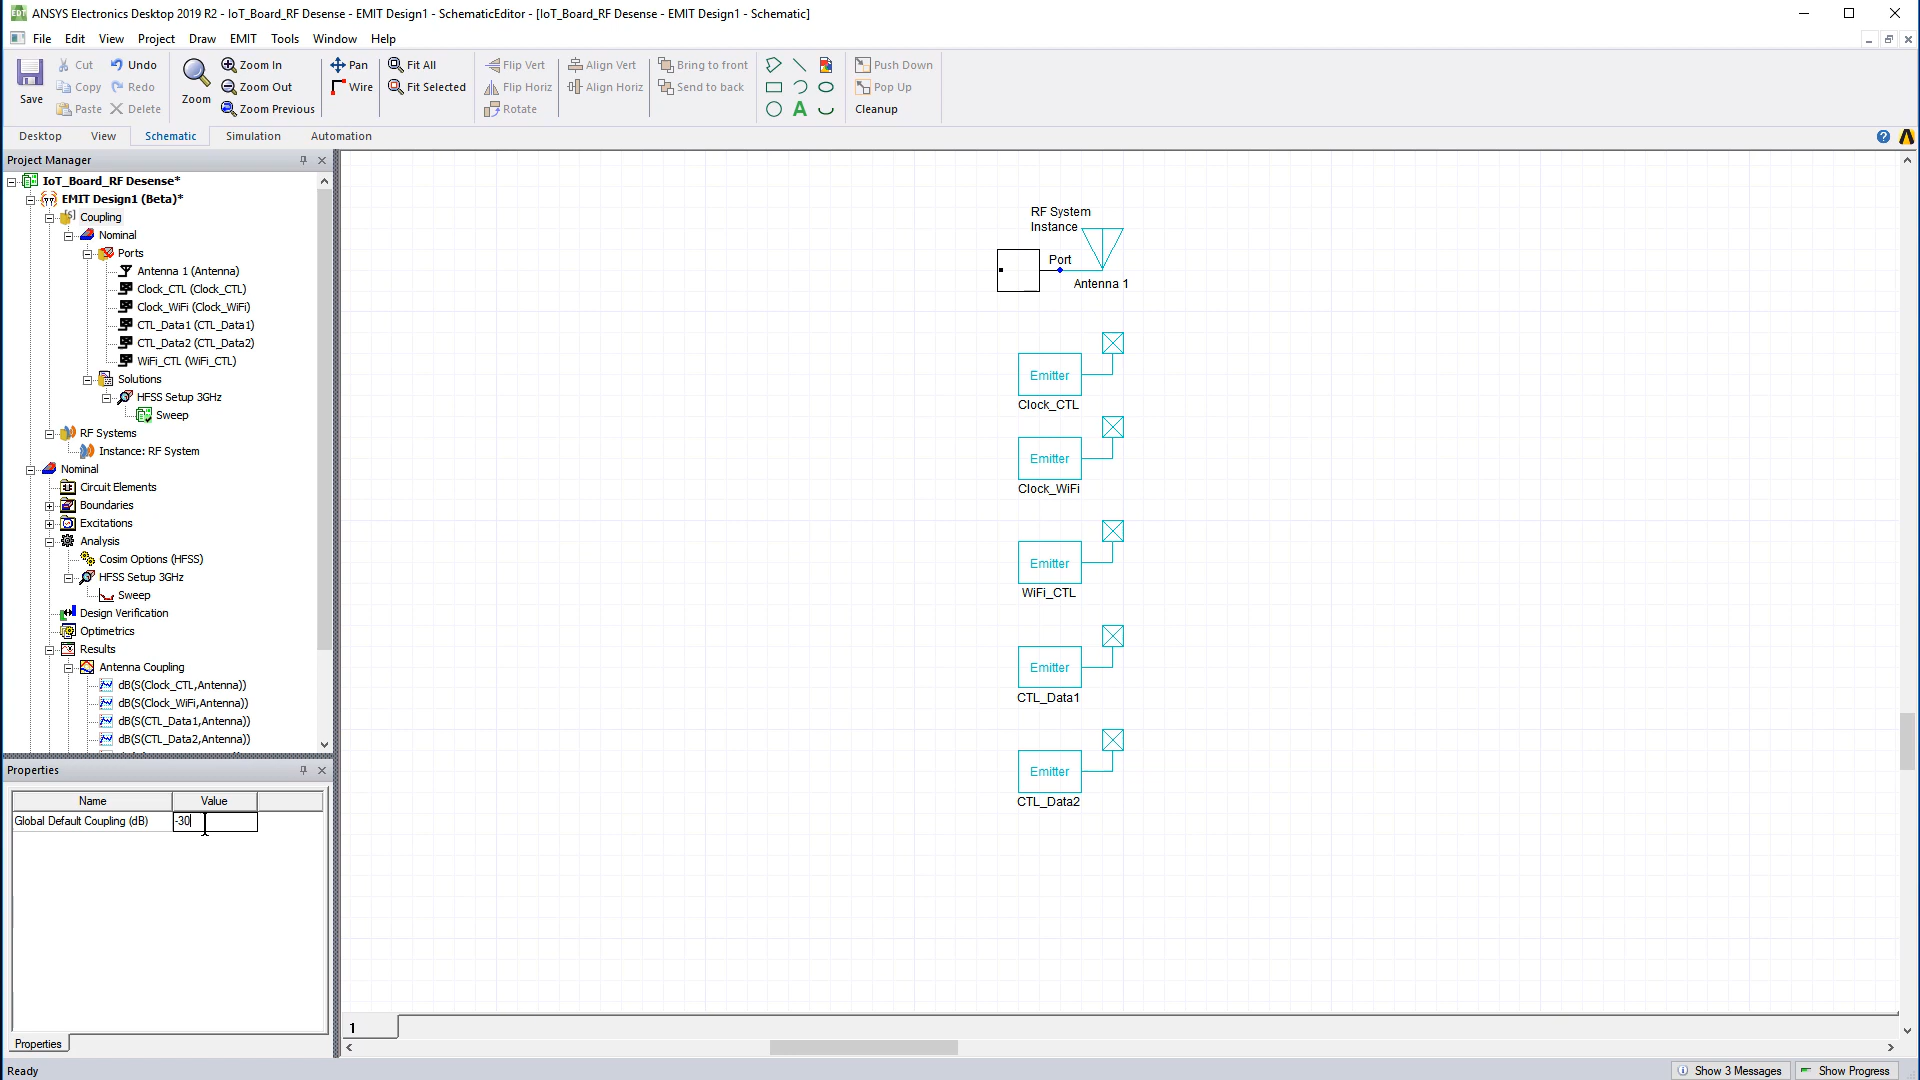 ANSYS Electronics Desktop 2019 R2 - IoT_Board_RF Desense - EMIT Design1 - SchematicEditor - [IoT_Board_RF Desense - EMIT Design1 - Schematic]
File Edit View Project Draw EMIT Tools Window Help
Save
Cut
Copy
Paste
Undo
Redo
Delete
Zoom
Zoom In
Zoom Out
Zoom Previous
Pan
Wire
Fit All
Fit Selected
Flip Vert
Flip Horiz
Rotate
Align Vert
Align Horiz
Bring to front
Send to back
Push Down
Pop Up
Cleanup
Desktop View Schematic Simulation Automation
Project Manager
IoT_Board_RF Desense*
EMIT Design1 (Beta)*
Coupling
Nominal
Ports
Antenna 1 (Antenna)
Clock_CTL (Clock_CTL)
Clock_WiFi (Clock_WiFi)
CTL_Data1 (CTL_Data1)
CTL_Data2 (CTL_Data2)
WiFi_CTL (WiFi_CTL)
Solutions
HFSS Setup 3GHz
Sweep
RF Systems
Instance: RF System
Nominal
Circuit Elements
Boundaries
Excitations
Analysis
Cosim Options (HFSS)
HFSS Setup 3GHz
Sweep
Design Verification
Optimetrics
Results
Antenna Coupling
dB(S(Clock_CTL,Antenna))
dB(S(Clock_WiFi,Antenna))
dB(S(CTL_Data1,Antenna))
dB(S(CTL_Data2,Antenna))
Properties
Name Value
Global Default Coupling (dB) -30
Properties
RF System
Instance
Port
Antenna 1
Emitter
Clock_CTL
Emitter
Clock_WiFi
Emitter
WiFi_CTL
Emitter
CTL_Data1
Emitter
CTL_Data2
1
Ready
Show 3 Messages
Show Progress